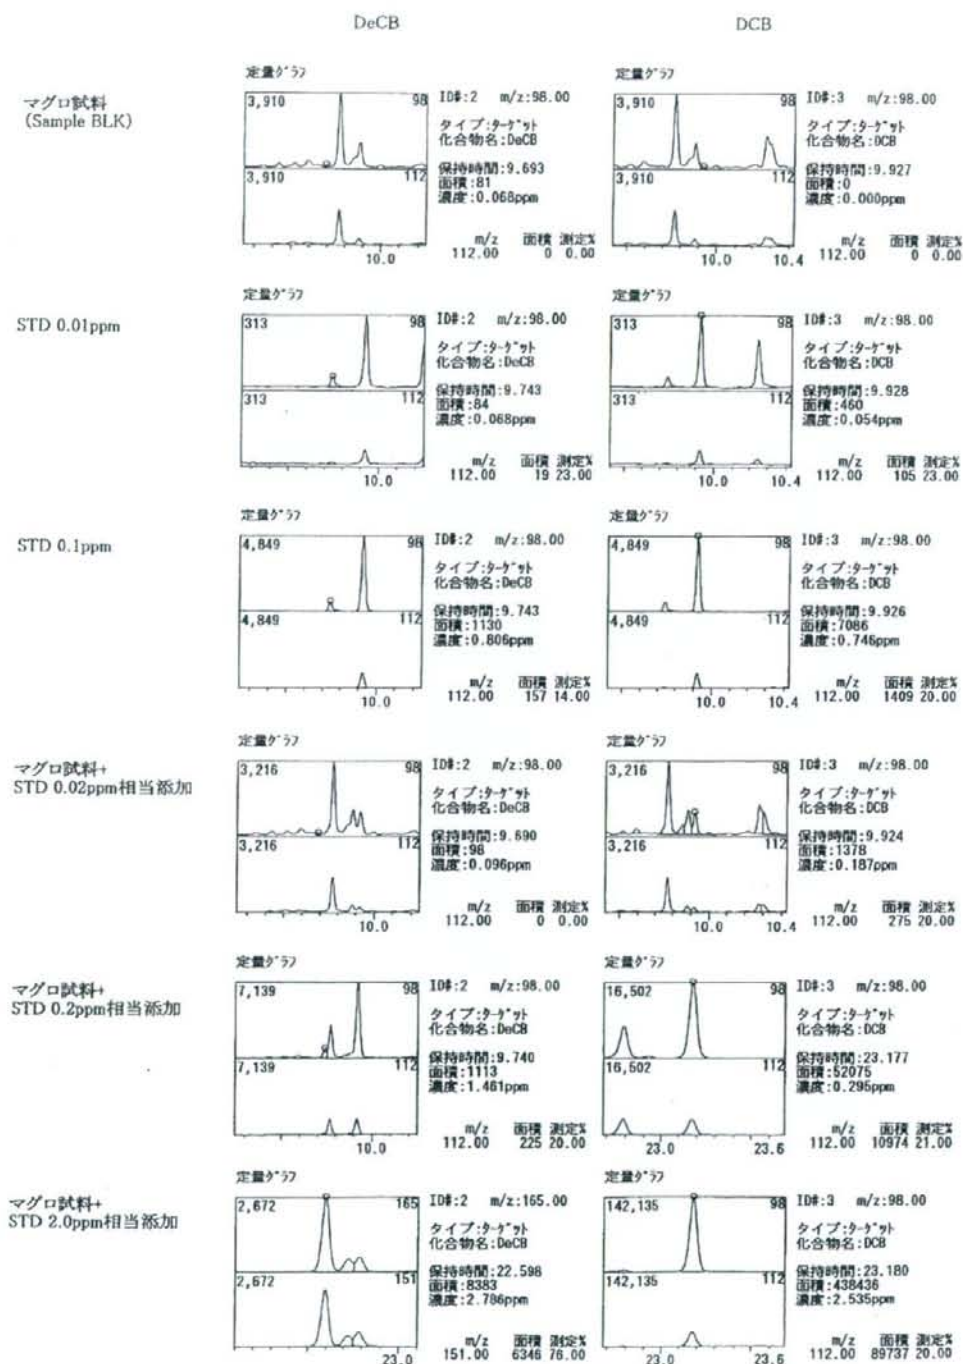 DeCB
DCB
マグロ試料
(Sample BLK)
定量グラフ
3,910 98
3,910 112
10.0
ID#:2 m/z:98.00
タイプ:ターゲット
化合物名:DeCB
保持時間:9.693
面積:81
濃度:0.068ppm
m/z 面積 測定%
112.00 0 0.00
定量グラフ
3,910 98
3,910 112
10.0 10.4
ID#:3 m/z:98.00
タイプ:ターゲット
化合物名:DCB
保持時間:9.927
面積:0
濃度:0.000ppm
m/z 面積 測定%
112.00 0 0.00
STD 0.01ppm
定量グラフ
313 98
313 112
10.0
ID#:2 m/z:98.00
タイプ:ターゲット
化合物名:DeCB
保持時間:9.743
面積:84
濃度:0.068ppm
m/z 面積 測定%
112.00 19 23.00
定量グラフ
313 98
313 112
10.0 10.4
ID#:3 m/z:98.00
タイプ:ターゲット
化合物名:DCB
保持時間:9.928
面積:460
濃度:0.054ppm
m/z 面積 測定%
112.00 105 23.00
STD 0.1ppm
定量グラフ
4,849 98
4,849 112
10.0
ID#:2 m/z:98.00
タイプ:ターゲット
化合物名:DeCB
保持時間:9.743
面積:1130
濃度:0.806ppm
m/z 面積 測定%
112.00 157 14.00
定量グラフ
4,849 98
4,849 112
10.0 10.4
ID#:3 m/z:98.00
タイプ:ターゲット
化合物名:DCB
保持時間:9.926
面積:7086
濃度:0.746ppm
m/z 面積 測定%
112.00 1409 20.00
マグロ試料+
STD 0.02ppm相当添加
定量グラフ
3,216 98
3,216 112
10.0
ID#:2 m/z:98.00
タイプ:ターゲット
化合物名:DeCB
保持時間:9.690
面積:98
濃度:0.096ppm
m/z 面積 測定%
112.00 0 0.00
定量グラフ
3,216 98
3,216 112
10.0 10.4
ID#:3 m/z:98.00
タイプ:ターゲット
化合物名:DCB
保持時間:9.924
面積:1378
濃度:0.187ppm
m/z 面積 測定%
112.00 275 20.00
マグロ試料+
STD 0.2ppm相当添加
定量グラフ
7,139 98
7,139 112
10.0
ID#:2 m/z:98.00
タイプ:ターゲット
化合物名:DeCB
保持時間:9.740
面積:1113
濃度:1.461ppm
m/z 面積 測定%
112.00 225 20.00
定量グラフ
16,502 98
16,502 112
23.0 23.6
ID#:3 m/z:98.00
タイプ:ターゲット
化合物名:DCB
保持時間:23.177
面積:52075
濃度:0.295ppm
m/z 面積 測定%
112.00 10974 21.00
マグロ試料+
STD 2.0ppm相当添加
定量グラフ
2,672 165
2,672 151
23.0
ID#:2 m/z:165.00
タイプ:ターゲット
化合物名:DeCB
保持時間:22.598
面積:8383
濃度:2.786ppm
m/z 面積 測定%
151.00 6346 76.00
定量グラフ
142,135 98
142,135 112
23.0 23.6
ID#:3 m/z:98.00
タイプ:ターゲット
化合物名:DCB
保持時間:23.180
面積:438436
濃度:2.535ppm
m/z 面積 測定%
112.00 89737 20.00